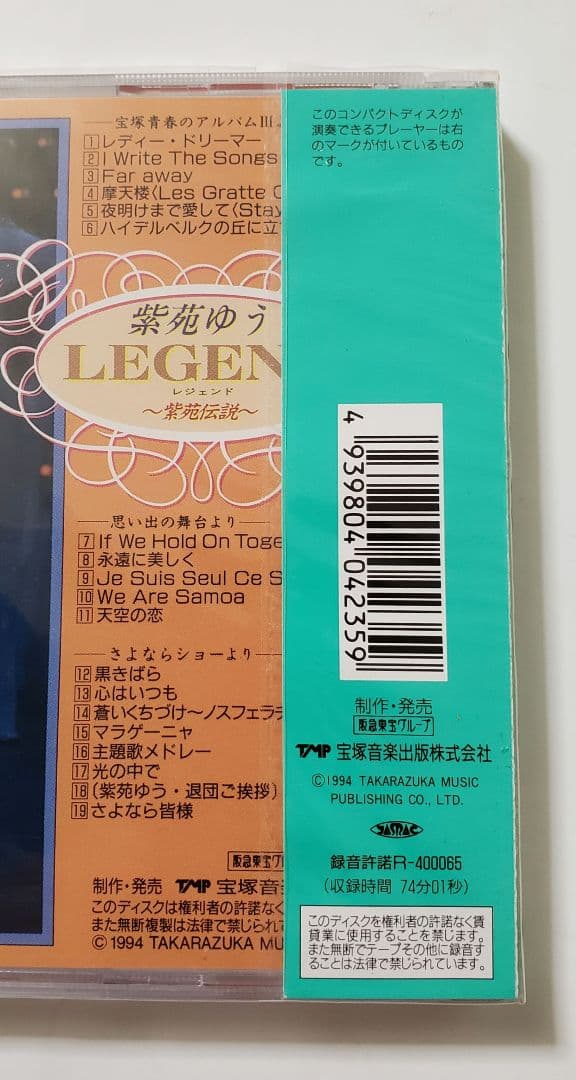 宝塚青春のアルバムIII
1 レディー・ドリーマー
2 I Write The Songs
3 Far away
4 摩天楼〈Les Gratte
5 夜明けまで愛して〈Stay
6 ハイデルベルクの丘に立
紫苑ゆう
LEGEN
レジェンド
〜紫苑伝説〜
思い出の舞台より
7 If We Hold On Toge
8 永遠に美しく
9 Je Suis Seul Ce S
10 We Are Samoa
11 天空の恋
さよならショーより
12 黒きばら
13 心はいつも
14 蒼いくちづけ〜ノスフェラ
15 マラゲーニャ
16 主題歌メドレー
17 光の中で
18 (紫苑ゆう・退団ご挨拶)
19 さよなら皆様
阪急東宝グ
制作・発売 TMP 宝塚音
このディスクは権利者の許諾なく
また無断複製は法律で禁じられ
©1994 TAKARAZUKA MU
このコンパクトディスクが
演奏できるプレーヤーは右
のマークが付いているもの
です。
4 939804 042359
制作・発売
阪急東宝グループ
TMP 宝塚音楽出版株式会社
©1994 TAKARAZUKA MUSIC
PUBLISHING CO., LTD.
JASRAC
録音許諾R-400065
(収録時間 74分01秒)
このディスクを権利者の許諾なく賃
貸業に使用することを禁じます。
また無断でテープその他に録音す
ることは法律で禁じられています。